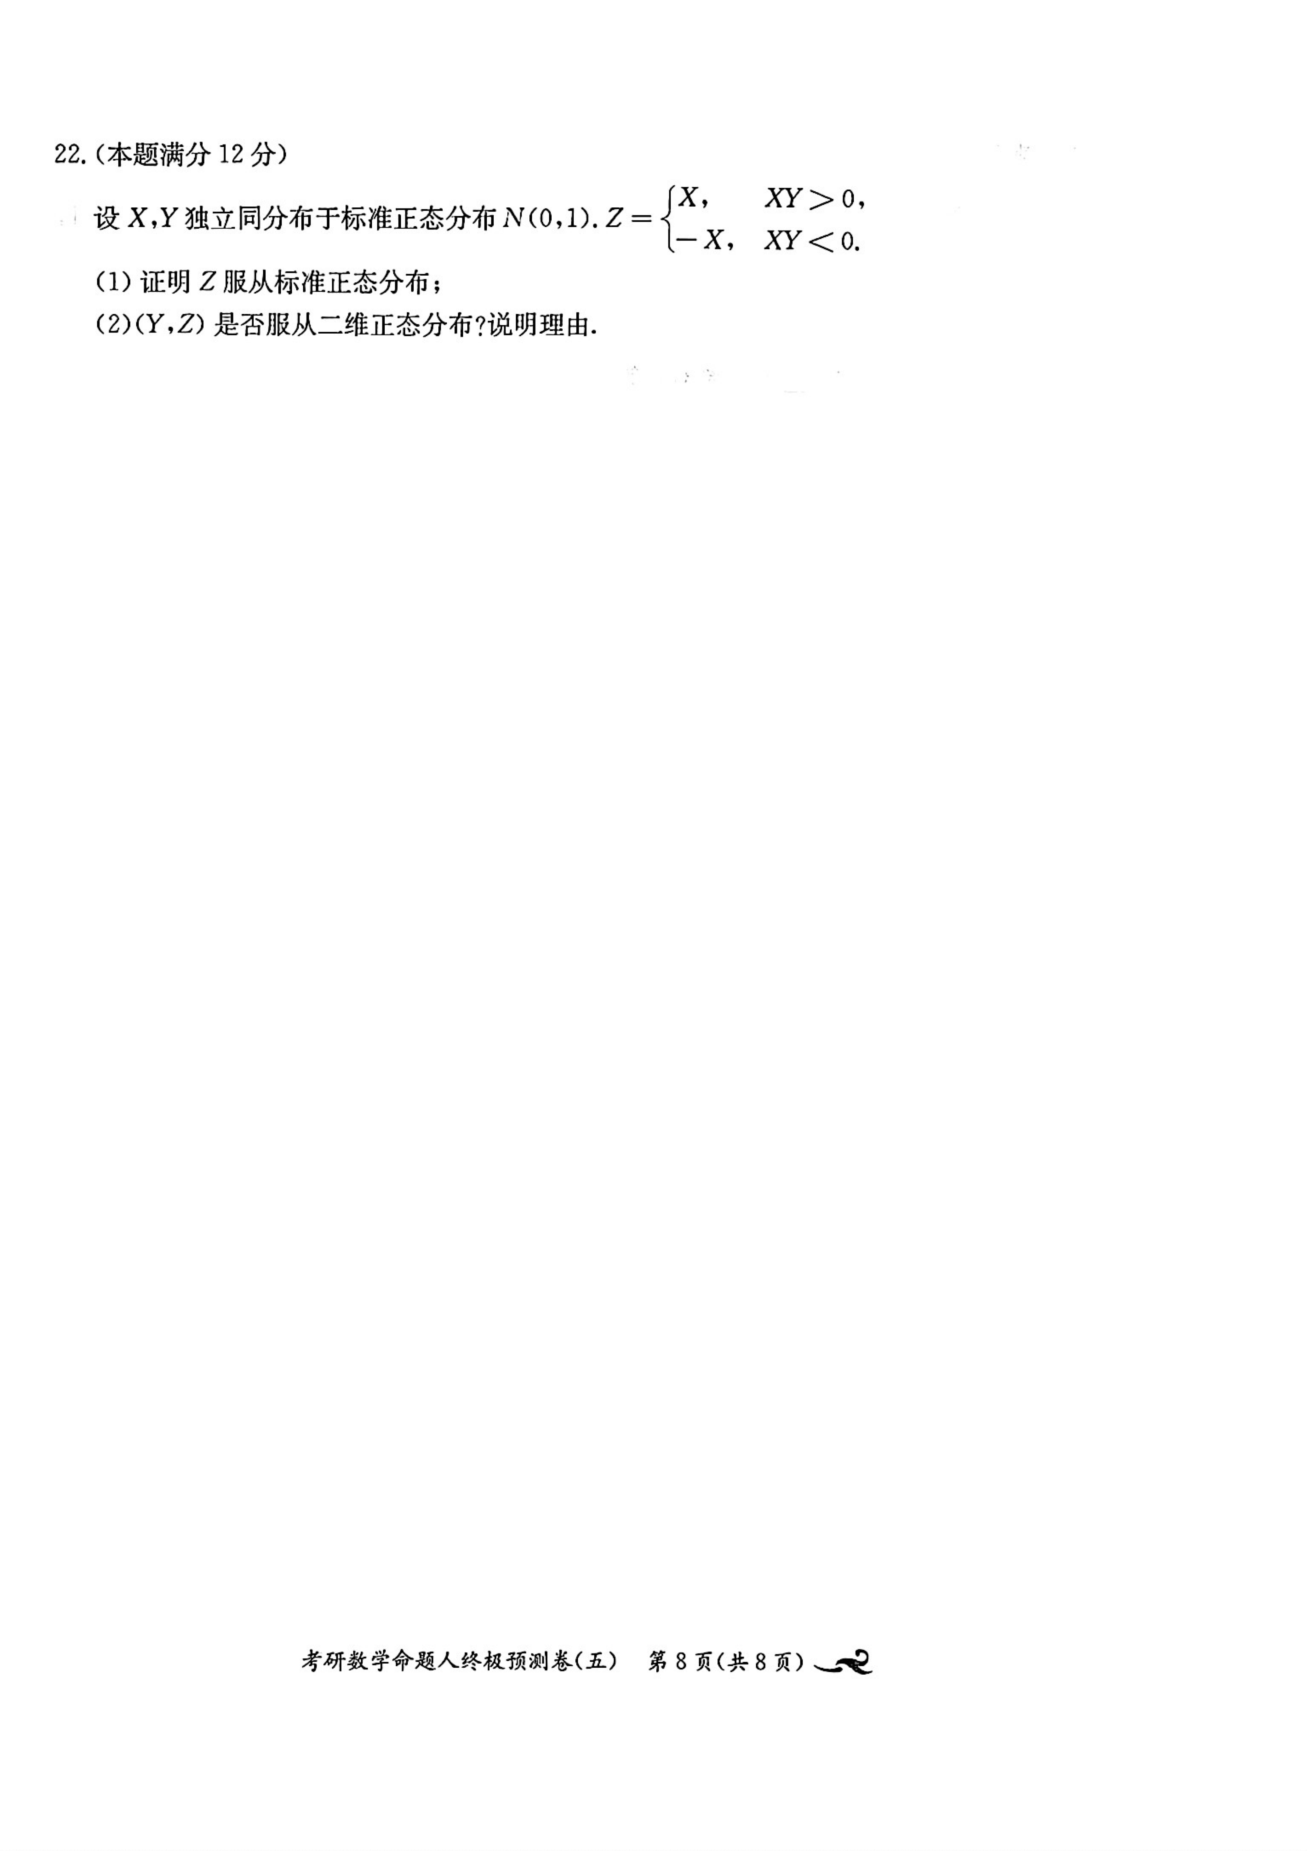 22.(本题满分 12 分)
设 X,Y 独立同分布于标准正态分布 N(0,1). Z = { X, XY > 0,
− X, XY < 0.
(1) 证明 Z 服从标准正态分布;
(2)(Y,Z) 是否服从二维正态分布?说明理由.
考研数学命题人终极预测卷(五) 第 8 页(共 8 页)